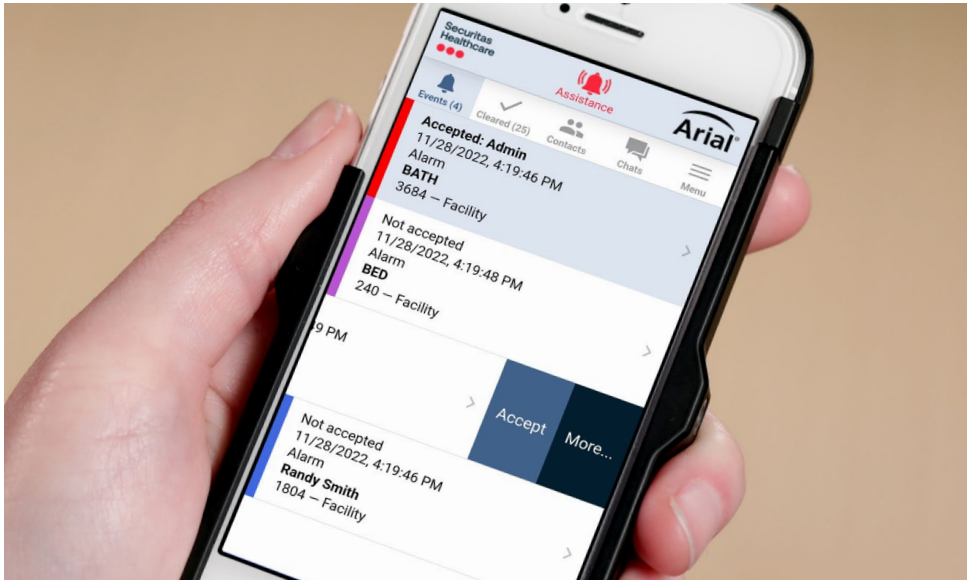 Securitas
Healthcare
Assistance
Arial
Events (4)
Cleared (25)
Contacts
Chats
Menu
Accepted: Admin
11/28/2022, 4:19:46 PM
Alarm
BATH
3684 – Facility
Not accepted
11/28/2022, 4:19:48 PM
Alarm
BED
240 – Facility
49 PM
Accept
More...
Not accepted
11/28/2022, 4:19:46 PM
Alarm
Randy Smith
1804 – Facility